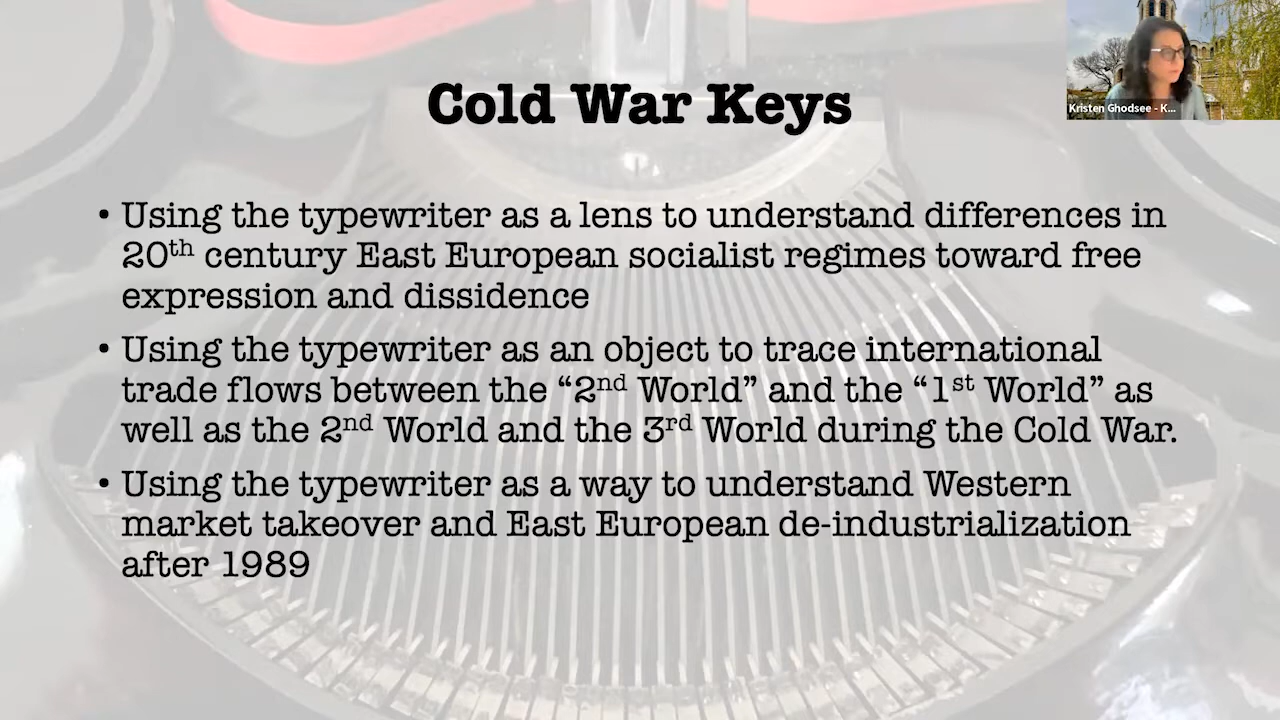 Kristen Ghodsee - K...
Cold War Keys
• Using the typewriter as a lens to understand differences in
20th century East European socialist regimes toward free
expression and dissidence
• Using the typewriter as an object to trace international
trade flows between the “2nd World” and the “1st World” as
well as the 2nd World and the 3rd World during the Cold War.
• Using the typewriter as a way to understand Western
market takeover and East European de-industrialization
after 1989